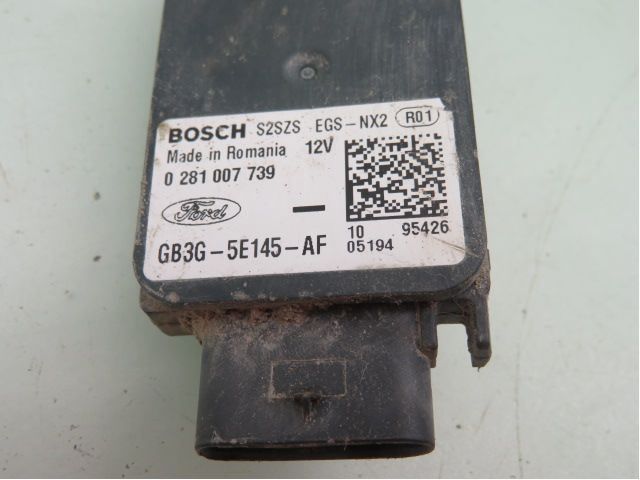 BOSCH S2SZS EGS-NX2 R01
Made in Romania 12V
0 281 007 739
Ford —
GB3G-5E145-AF
10 95426
05194